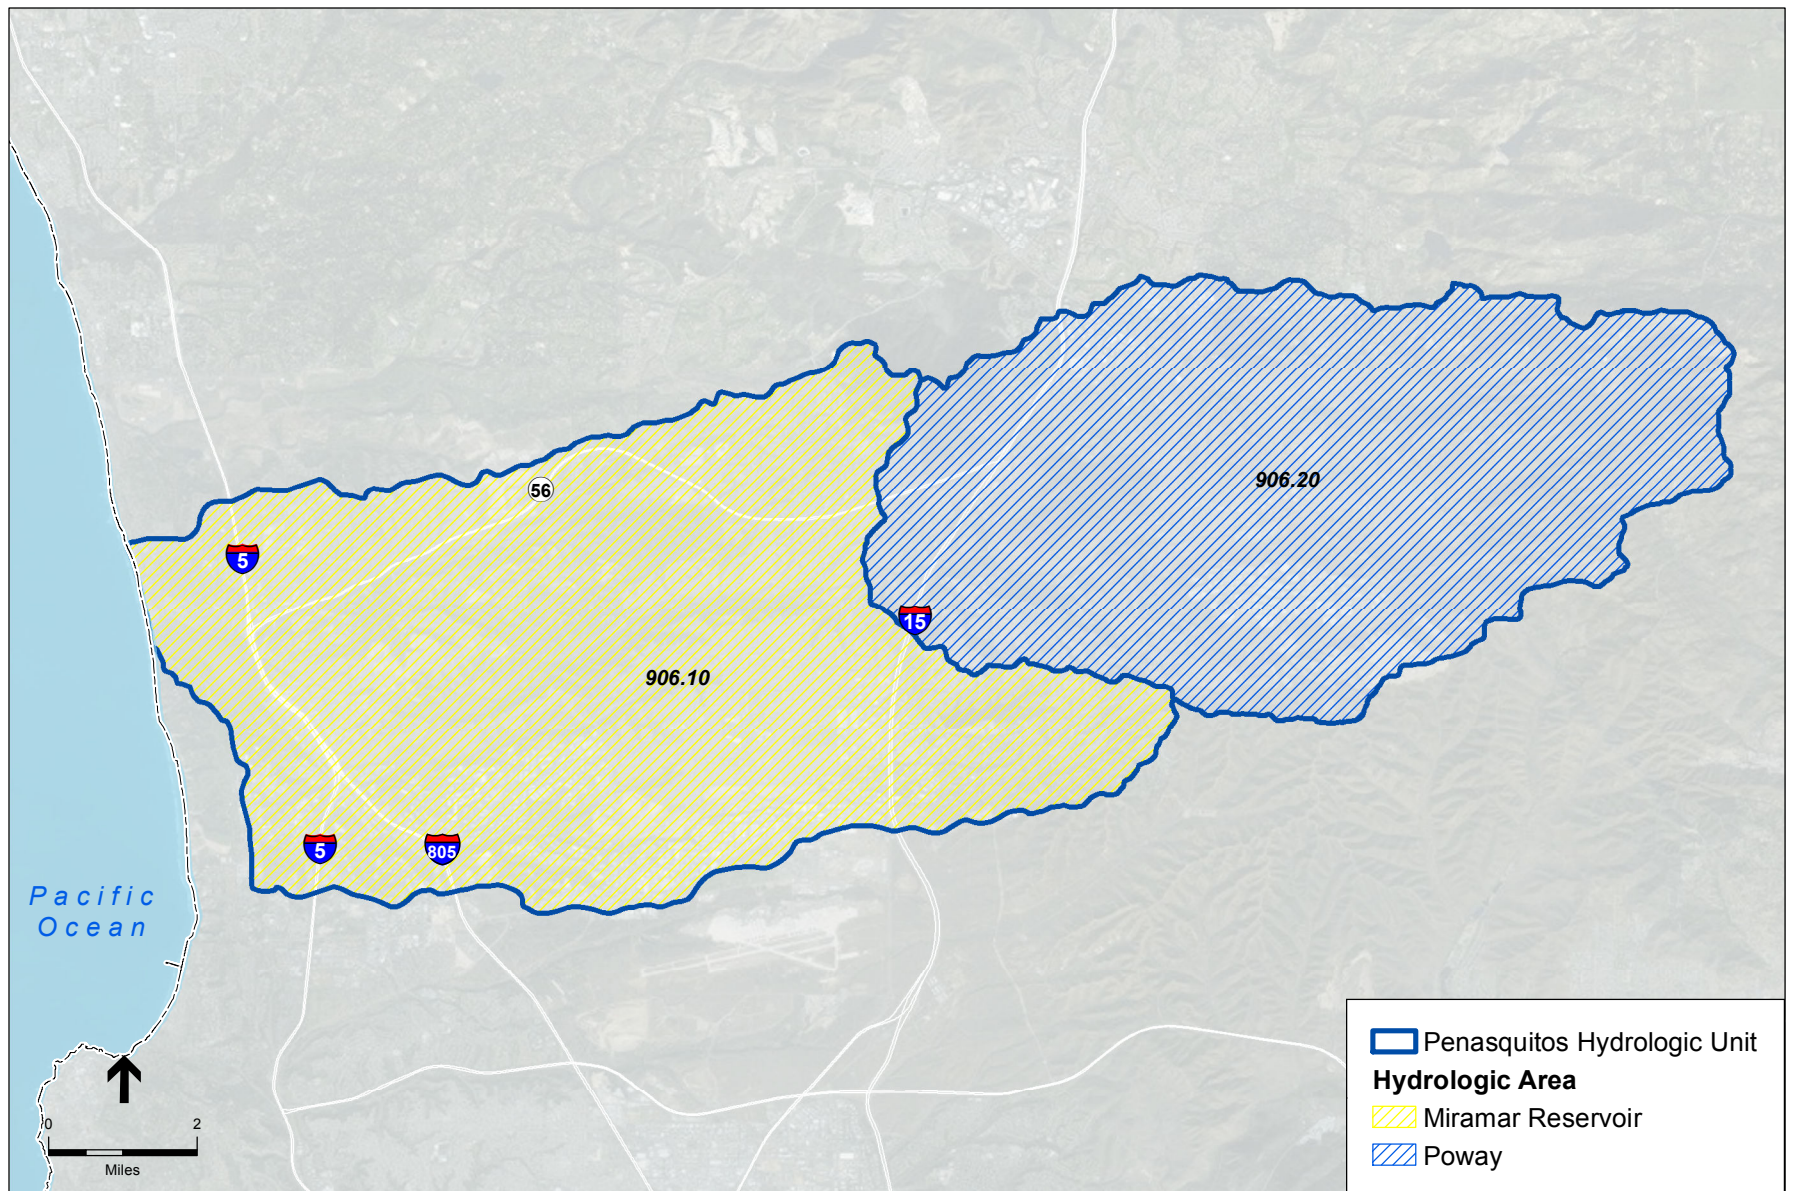 56
906.20
5
15
906.10
5
805
Pacific
Ocean
0 2
Miles
Penasquitos Hydrologic Unit
Hydrologic Area
Miramar Reservoir
Poway